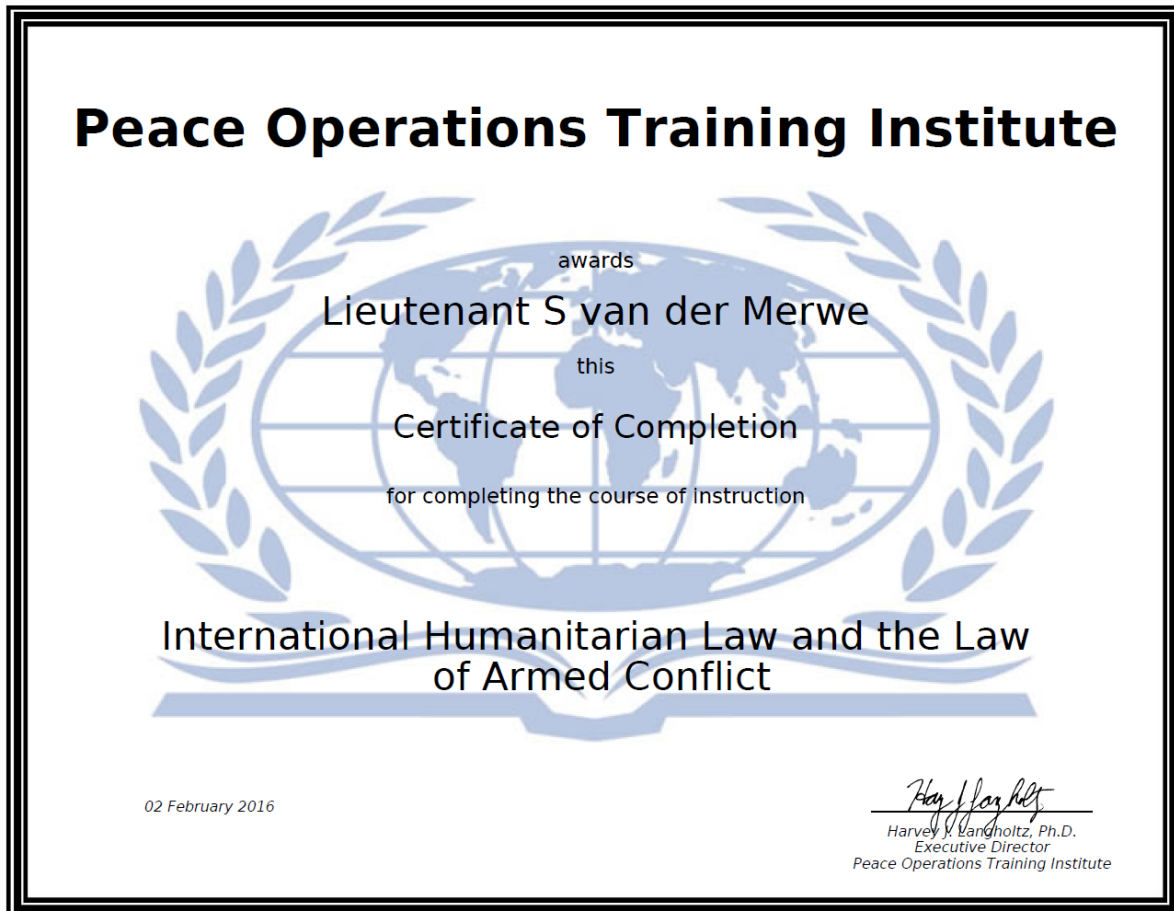 Peace Operations Training Institute
awards
Lieutenant S van der Merwe
this
Certificate of Completion
for completing the course of instruction
International Humanitarian Law and the Law
of Armed Conflict
02 February 2016
Harvey J. Langholtz, Ph.D.
Executive Director
Peace Operations Training Institute